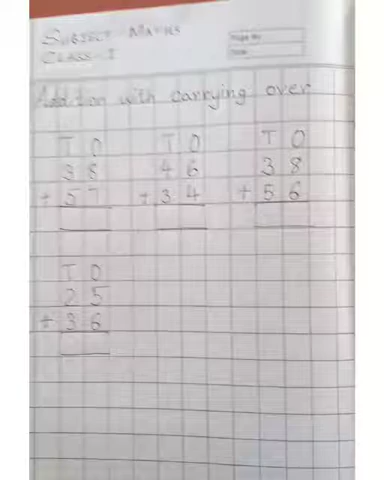 SUBJECT - MATHS
CLASS - I
Page No
Date
Addition with carrying over
T O T O T O
3 8 4 6 3 8
+ 5 7 + 3 4 + 5 6
T O
2 5
+ 3 6